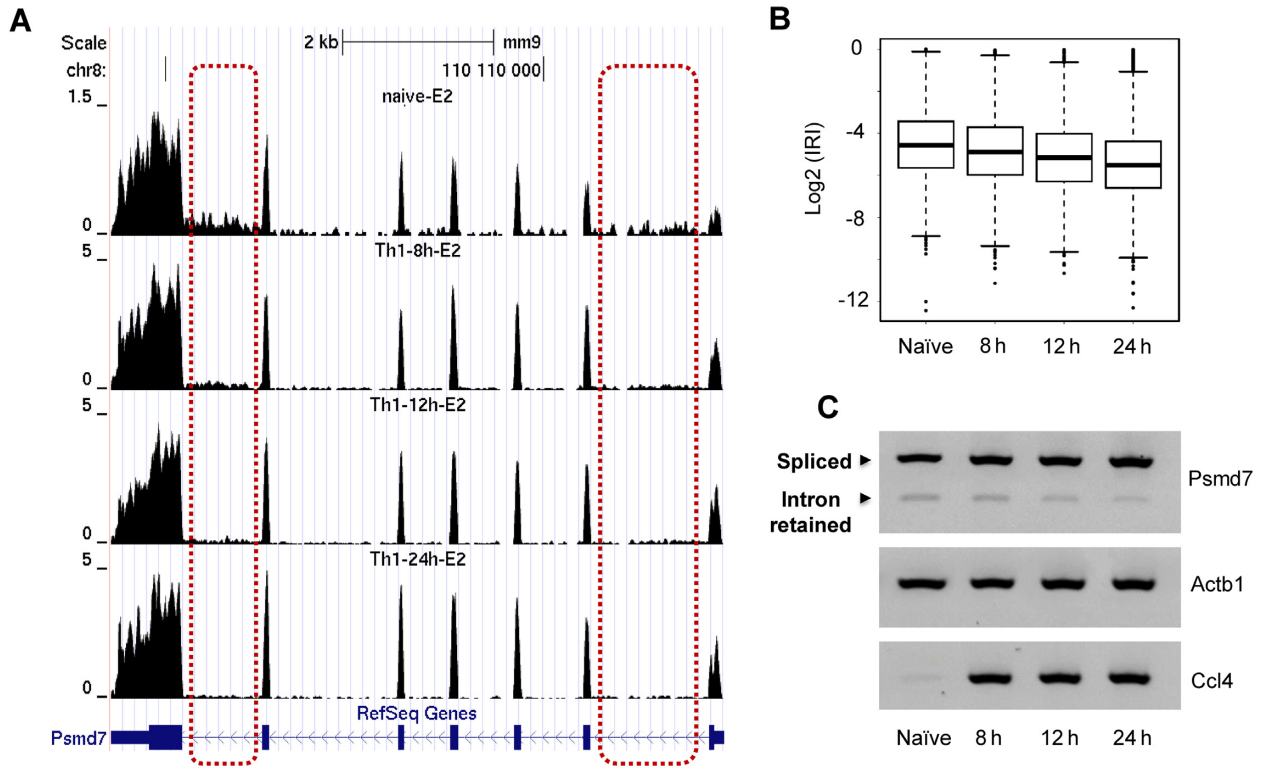 A
Scale
2 kb
mm9
chr8:
110 110 000
1.5
naive-E2
0
5
Th1-8h-E2
0
5
Th1-12h-E2
0
5
Th1-24h-E2
0
RefSeq Genes
Psmd7
B
Log2 (IRI)
0
-4
-8
-12
Naïve 8 h 12 h 24 h
C
Spliced
Intron
retained
Psmd7
Actb1
Ccl4
Naïve 8 h 12 h 24 h